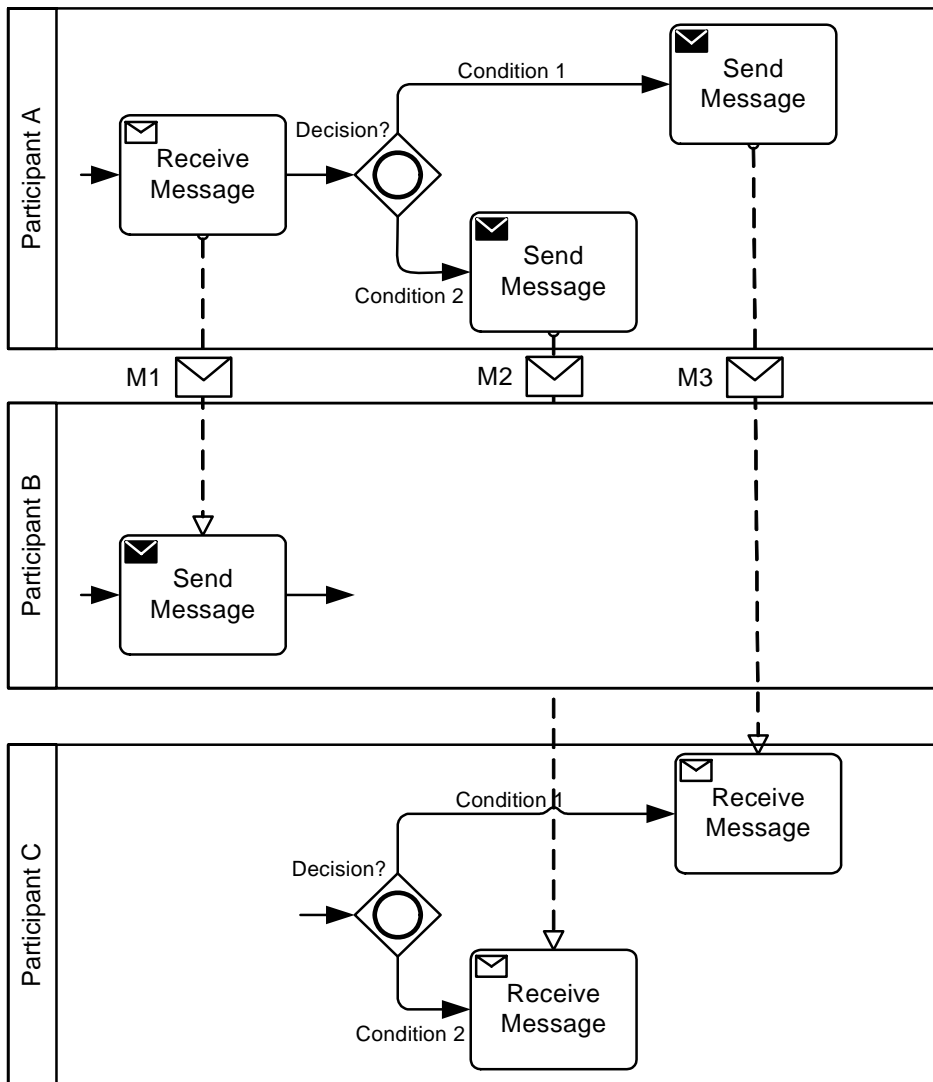 Participant A
Receive
Message
Decision?
Condition 1
Send
Message
Condition 2
Send
Message
M1
M2
M3
Participant B
Send
Message
Participant C
Decision?
Condition 1
Receive
Message
Condition 2
Receive
Message